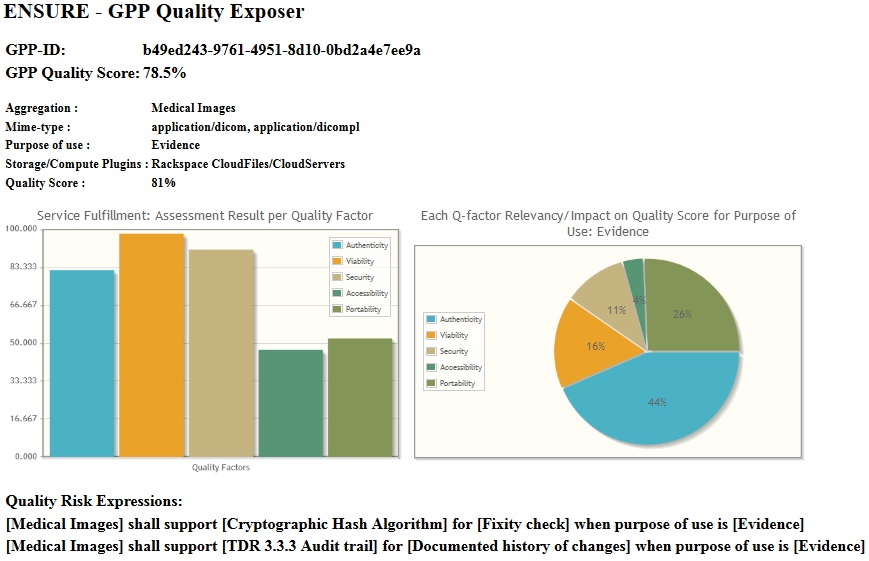 ENSURE - GPP Quality Exposer
GPP-ID: b49ed243-9761-4951-8d10-0bd2a4e7ee9a
GPP Quality Score: 78.5%
Aggregation : Medical Images
Mime-type : application/dicom, application/dicompl
Purpose of use : Evidence
Storage/Compute Plugins : Rackspace CloudFiles/CloudServers
Quality Score : 81%
Service Fulfillment: Assessment Result per Quality Factor
100.000
83.333
66.667
50.000
33.333
16.667
0.000
Authenticity
Viability
Security
Accessibility
Portability
Quality Factors
Each Q-factor Relevancy/Impact on Quality Score for Purpose of
Use: Evidence
Authenticity
Viability
Security
Accessibility
Portability
11%
4%
26%
16%
44%
Quality Risk Expressions:
[Medical Images] shall support [Cryptographic Hash Algorithm] for [Fixity check] when purpose of use is [Evidence]
[Medical Images] shall support [TDR 3.3.3 Audit trail] for [Documented history of changes] when purpose of use is [Evidence]